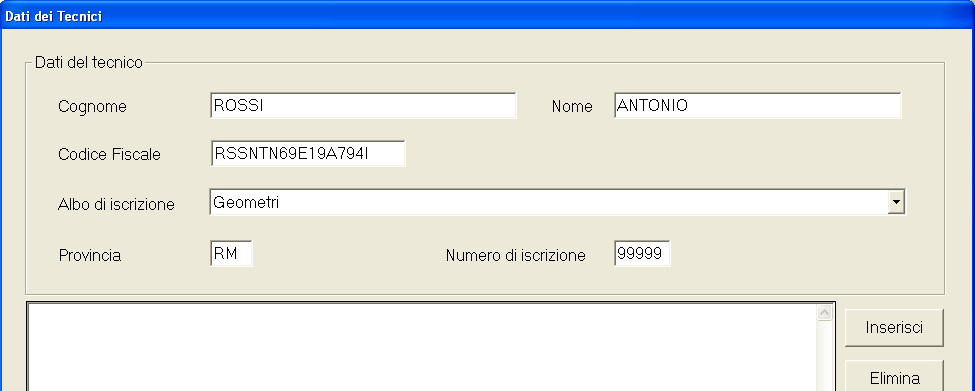 Dati dei Tecnici
Dati del tecnico
Cognome ROSSI Nome ANTONIO
Codice Fiscale RSSNTN69E19A794I
Albo di iscrizione Geometri
Provincia RM Numero di iscrizione 99999
Inserisci
Elimina